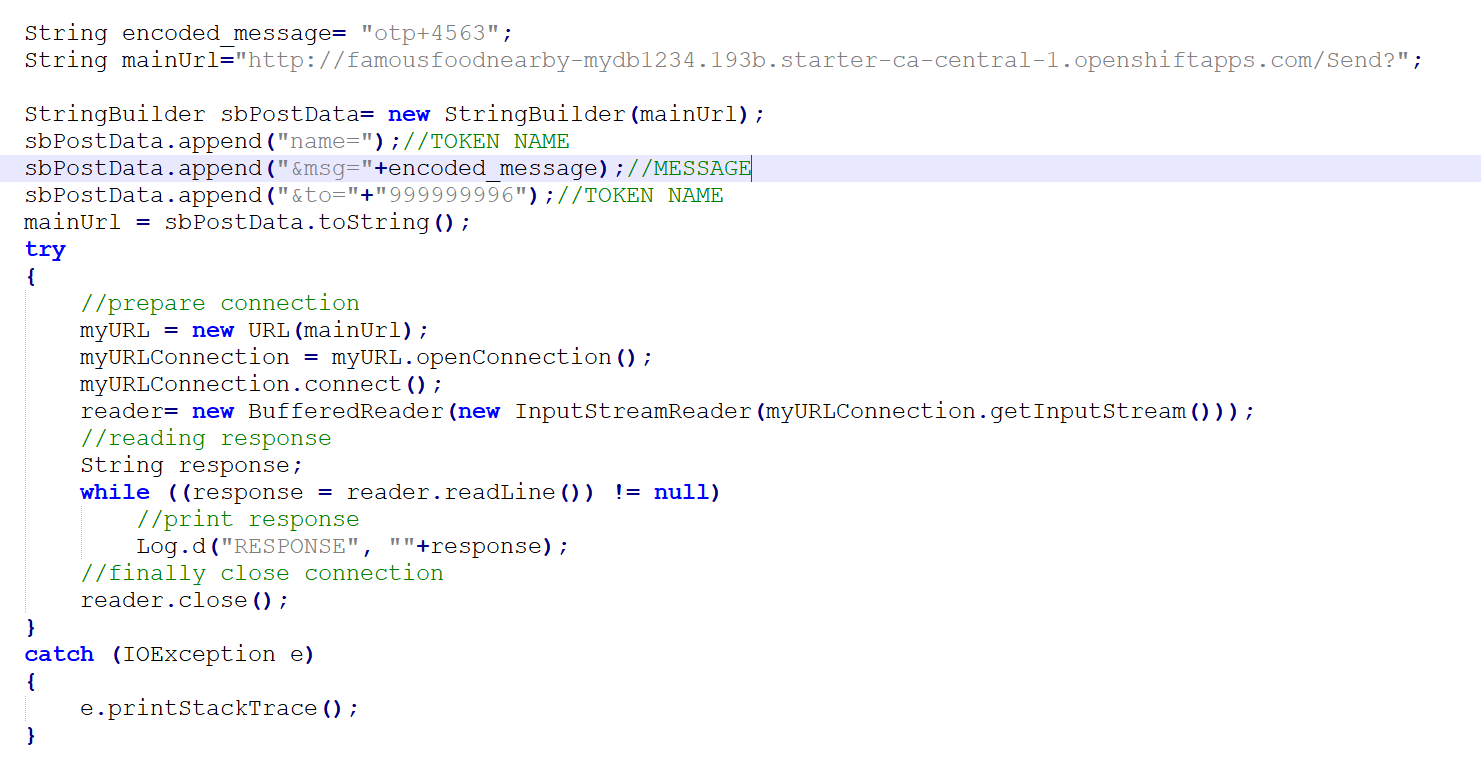 String encoded_message= "otp+4563";
String mainUrl="http://famousfoodnearby-mydb1234.193b.starter-ca-central-1.openshiftapps.com/Send?";
StringBuilder sbPostData= new StringBuilder(mainUrl);
sbPostData.append("name=");//TOKEN NAME
sbPostData.append("&msg="+encoded_message);//MESSAGE
sbPostData.append("&to="+"999999996");//TOKEN NAME
mainUrl = sbPostData.toString();
try
{
    //prepare connection
    myURL = new URL(mainUrl);
    myURLConnection = myURL.openConnection();
    myURLConnection.connect();
    reader= new BufferedReader(new InputStreamReader(myURLConnection.getInputStream()));
    //reading response
    String response;
    while ((response = reader.readLine()) != null)
        //print response
        Log.d("RESPONSE", ""+response);
    //finally close connection
    reader.close();
}
catch (IOException e)
{
    e.printStackTrace();
}